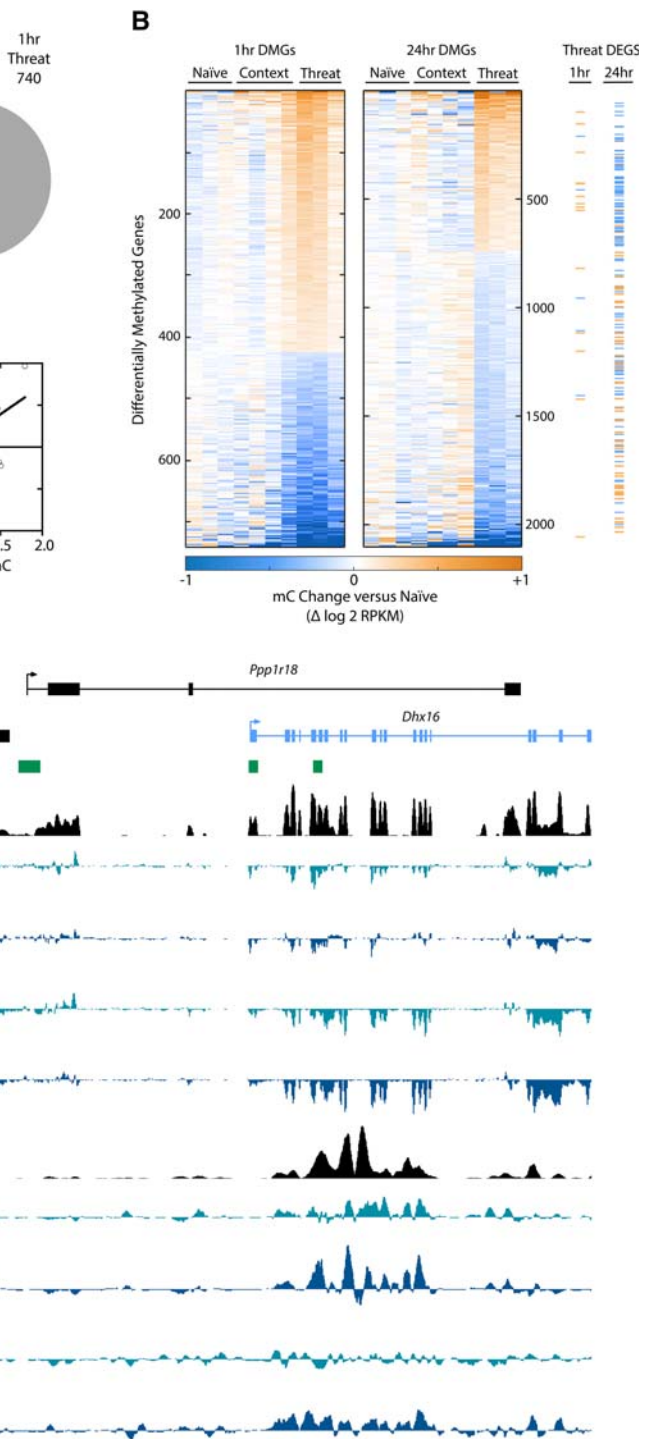 B
1hr
Threat
740
1hr DMGs 24hr DMGs Threat DEGS
Naïve Context Threat Naïve Context Threat 1hr 24hr
Differentially Methylated Genes
200
400
600
500
1000
1500
2000
.5 2.0
-1 0 +1
mC Change versus Naïve
(Δ log 2 RPKM)
Ppp1r18
Dhx16